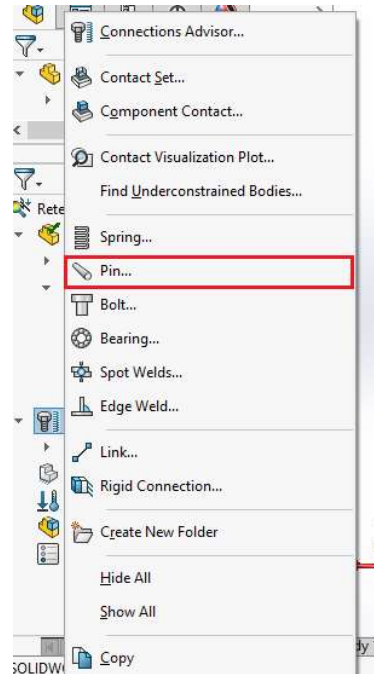 Connections Advisor...
Contact Set...
Component Contact...
Contact Visualization Plot...
Find Underconstrained Bodies...
Rete
Spring...
Pin...
Bolt...
Bearing...
Spot Welds...
Edge Weld...
Link...
Rigid Connection...
Create New Folder
Hide All
Show All
dy
Copy
SOLIDW